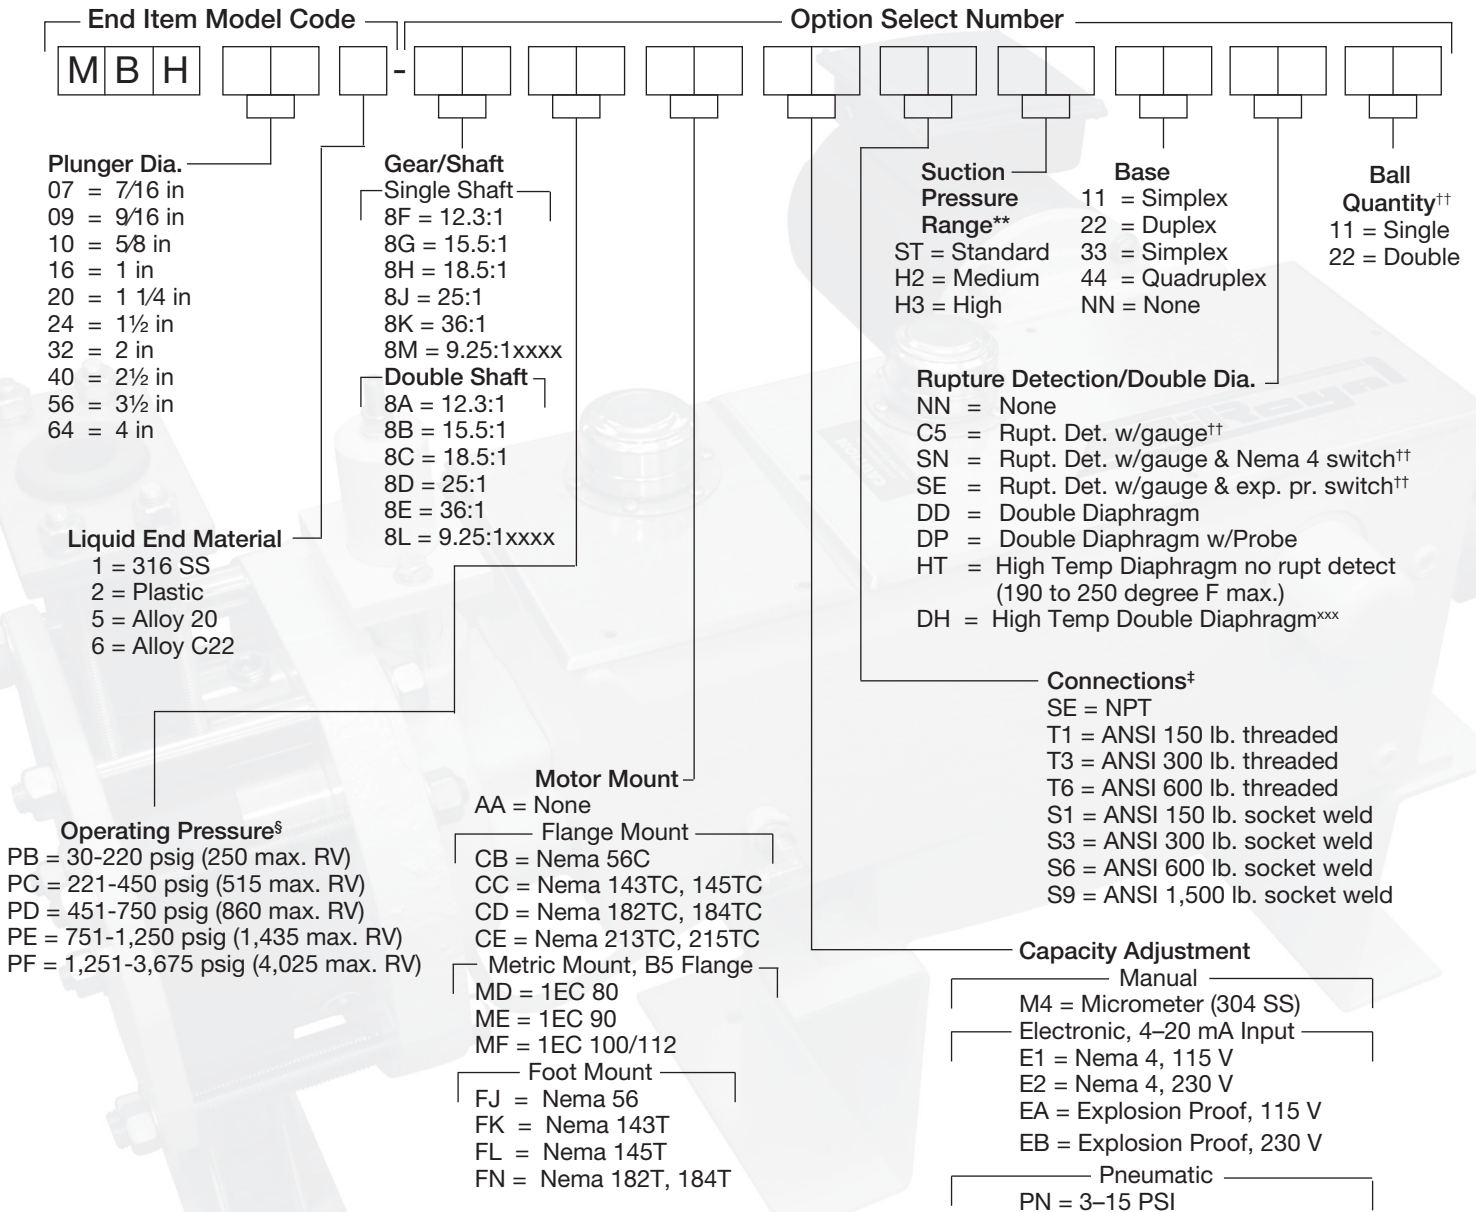 End Item Model Code
Option Select Number
M B H -
Plunger Dia.
07 = 7⁄16 in
09 = 9⁄16 in
10 = 5⁄8 in
16 = 1 in
20 = 1 1⁄4 in
24 = 1½ in
32 = 2 in
40 = 2½ in
56 = 3½ in
64 = 4 in
Liquid End Material
1 = 316 SS
2 = Plastic
5 = Alloy 20
6 = Alloy C22
Gear/Shaft
Single Shaft
8F = 12.3:1
8G = 15.5:1
8H = 18.5:1
8J = 25:1
8K = 36:1
8M = 9.25:1xxxx
Double Shaft
8A = 12.3:1
8B = 15.5:1
8C = 18.5:1
8D = 25:1
8E = 36:1
8L = 9.25:1xxxx
Operating Pressure§
PB = 30-220 psig (250 max. RV)
PC = 221-450 psig (515 max. RV)
PD = 451-750 psig (860 max. RV)
PE = 751-1,250 psig (1,435 max. RV)
PF = 1,251-3,675 psig (4,025 max. RV)
Motor Mount
AA = None
Flange Mount
CB = Nema 56C
CC = Nema 143TC, 145TC
CD = Nema 182TC, 184TC
CE = Nema 213TC, 215TC
Metric Mount, B5 Flange
MD = 1EC 80
ME = 1EC 90
MF = 1EC 100/112
Foot Mount
FJ = Nema 56
FK = Nema 143T
FL = Nema 145T
FN = Nema 182T, 184T
Suction
Pressure
Range**
ST = Standard
H2 = Medium
H3 = High
Base
11 = Simplex
22 = Duplex
33 = Simplex
44 = Quadruplex
NN = None
Ball
Quantity††
11 = Single
22 = Double
Rupture Detection/Double Dia.
NN = None
C5 = Rupt. Det. w/gauge††
SN = Rupt. Det. w/gauge & Nema 4 switch††
SE = Rupt. Det. w/gauge & exp. pr. switch††
DD = Double Diaphragm
DP = Double Diaphragm w/Probe
HT = High Temp Diaphragm no rupt detect
(190 to 250 degree F max.)
DH = High Temp Double Diaphragmxxx
Connections‡
SE = NPT
T1 = ANSI 150 lb. threaded
T3 = ANSI 300 lb. threaded
T6 = ANSI 600 lb. threaded
S1 = ANSI 150 lb. socket weld
S3 = ANSI 300 lb. socket weld
S6 = ANSI 600 lb. socket weld
S9 = ANSI 1,500 lb. socket weld
Capacity Adjustment
Manual
M4 = Micrometer (304 SS)
Electronic, 4–20 mA Input
E1 = Nema 4, 115 V
E2 = Nema 4, 230 V
EA = Explosion Proof, 115 V
EB = Explosion Proof, 230 V
Pneumatic
PN = 3–15 PSI